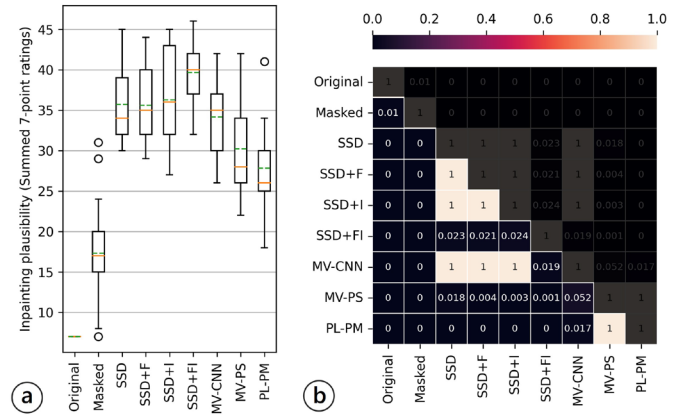 45
40
35
30
25
20
15
10
Inpainting plausibility (Summed 7-point ratings)
Original
Masked
SSD
SSD+F
SSD+I
SSD+FI
MV-CNN
MV-PS
PL-PM
a
0.0 0.2 0.4 0.6 0.8 1.0
Original 1 0.01 0 0 0 0 0 0 0
Masked 0.01 1 0 0 0 0 0 0 0
SSD 0 0 1 1 1 0.023 1 0.018 0
SSD+F 0 0 1 1 1 0.021 1 0.004 0
SSD+I 0 0 1 1 1 0.024 1 0.003 0
SSD+FI 0 0 0.023 0.021 0.024 1 0.019 0.001 0
MV-CNN 0 0 1 1 1 0.019 1 0.052 0.017
MV-PS 0 0 0.018 0.004 0.003 0.001 0.052 1 1
PL-PM 0 0 0 0 0 0 0.017 1 1
Original
Masked
SSD
SSD+F
SSD+I
SSD+FI
MV-CNN
MV-PS
PL-PM
b